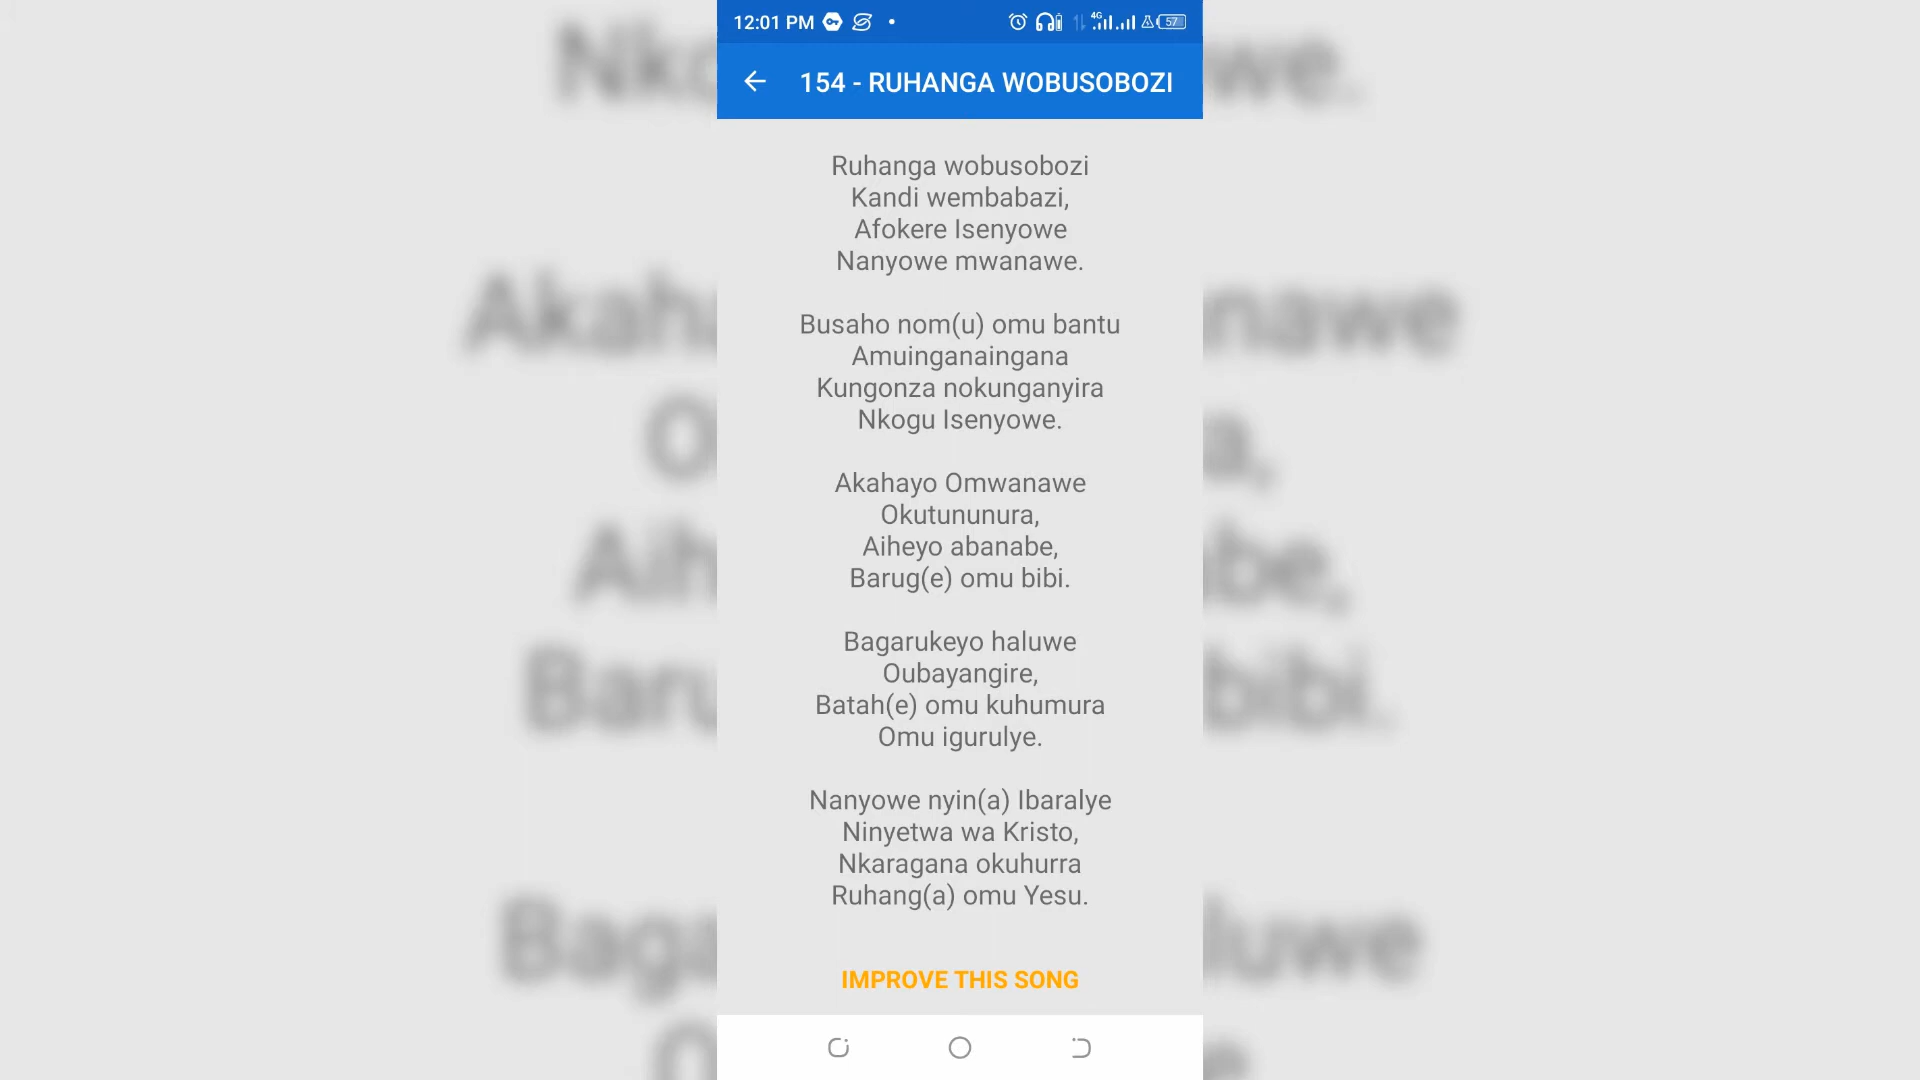 12:01 PM
4G
57
154 - RUHANGA WOBUSOBOZI
Ruhanga wobusobozi
Kandi wembabazi,
Afokere Isenyowe
Nanyowe mwanawe.
Busaho nom(u) omu bantu
Amuinganaingana
Kungonza nokunganyira
Nkogu Isenyowe.
Akahayo Omwanawe
Okutununura,
Aiheyo abanabe,
Barug(e) omu bibi.
Bagarukeyo haluwe
Oubayangire,
Batah(e) omu kuhumura
Omu igurulye.
Nanyowe nyin(a) Ibaralye
Ninyetwa wa Kristo,
Nkaragana okuhurra
Ruhang(a) omu Yesu.
IMPROVE THIS SONG